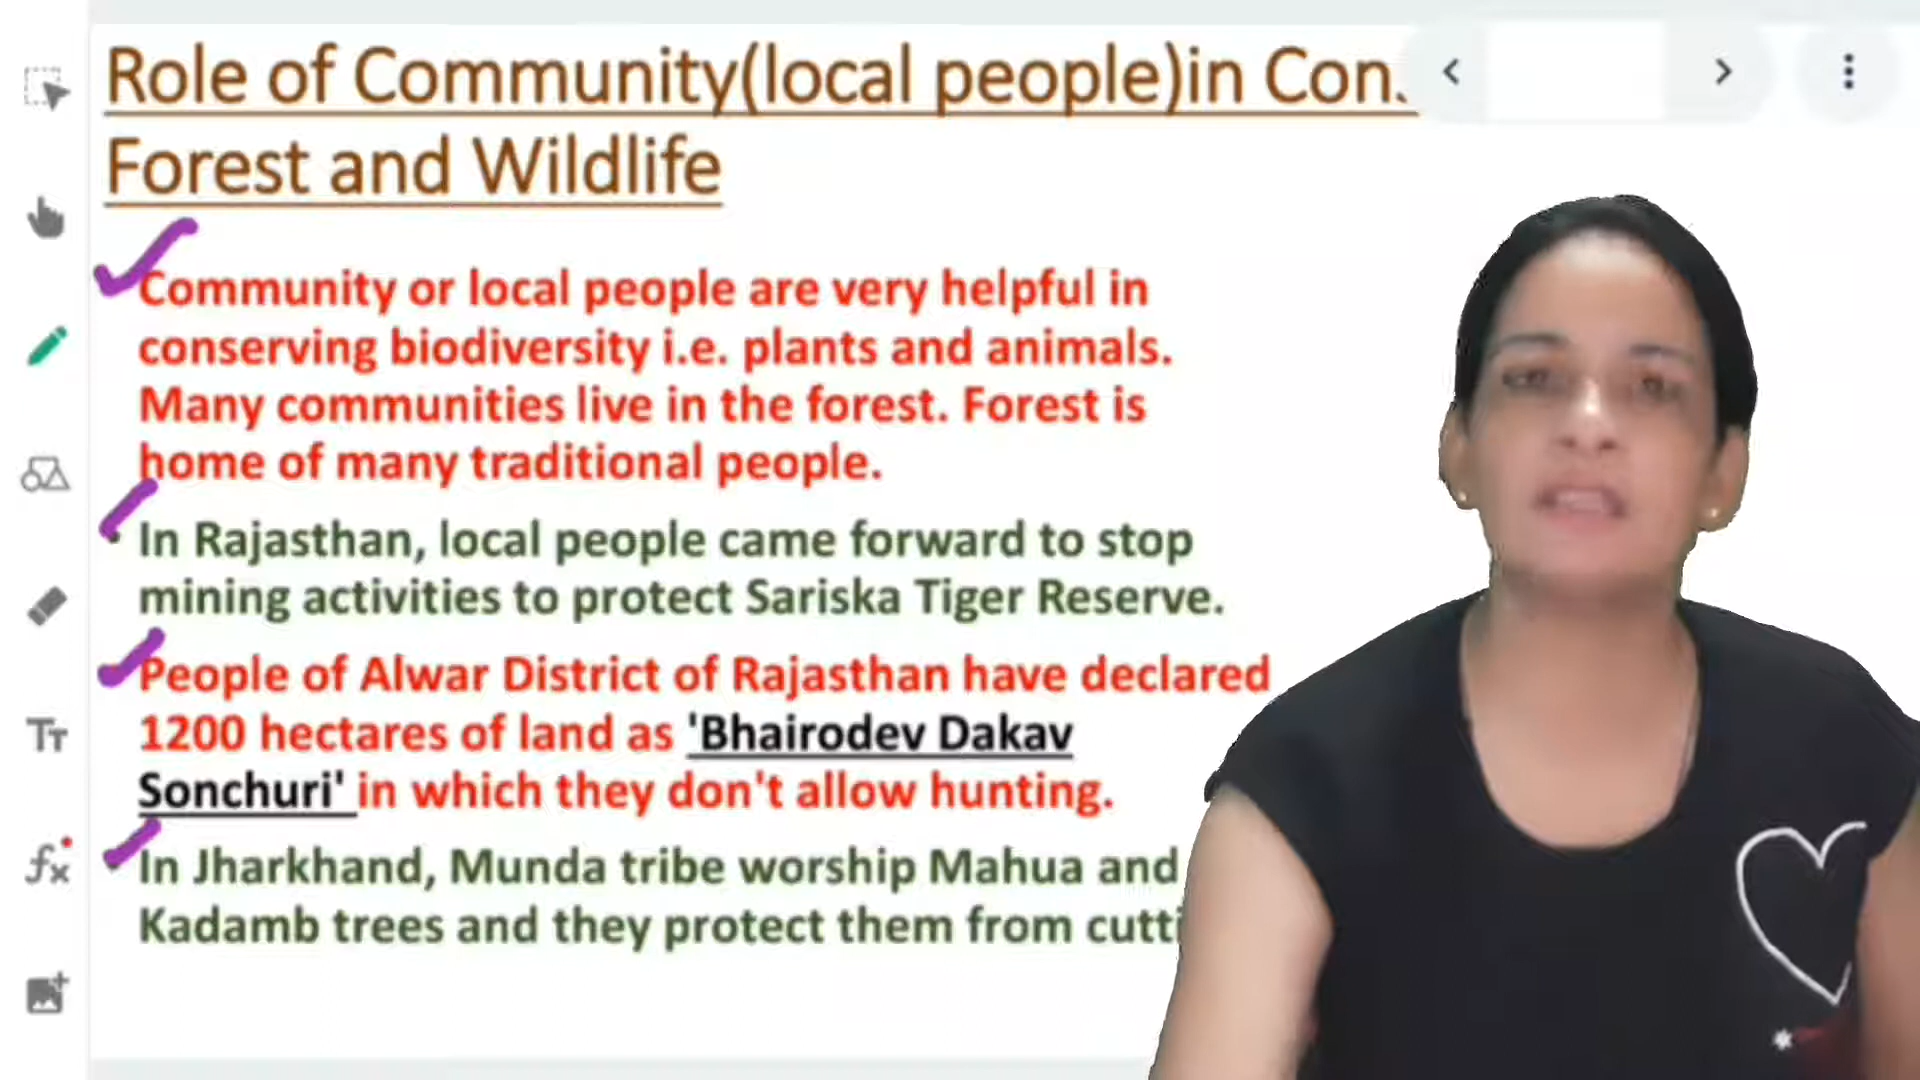 Role of Community(local people)in Con.
Forest and Wildlife
Community or local people are very helpful in
conserving biodiversity i.e. plants and animals.
Many communities live in the forest. Forest is
home of many traditional people.
• In Rajasthan, local people came forward to stop
mining activities to protect Sariska Tiger Reserve.
People of Alwar District of Rajasthan have declared
1200 hectares of land as 'Bhairodev Dakav
Sonchuri' in which they don't allow hunting.
In Jharkhand, Munda tribe worship Mahua and
Kadamb trees and they protect them from cutti
Tт
fx